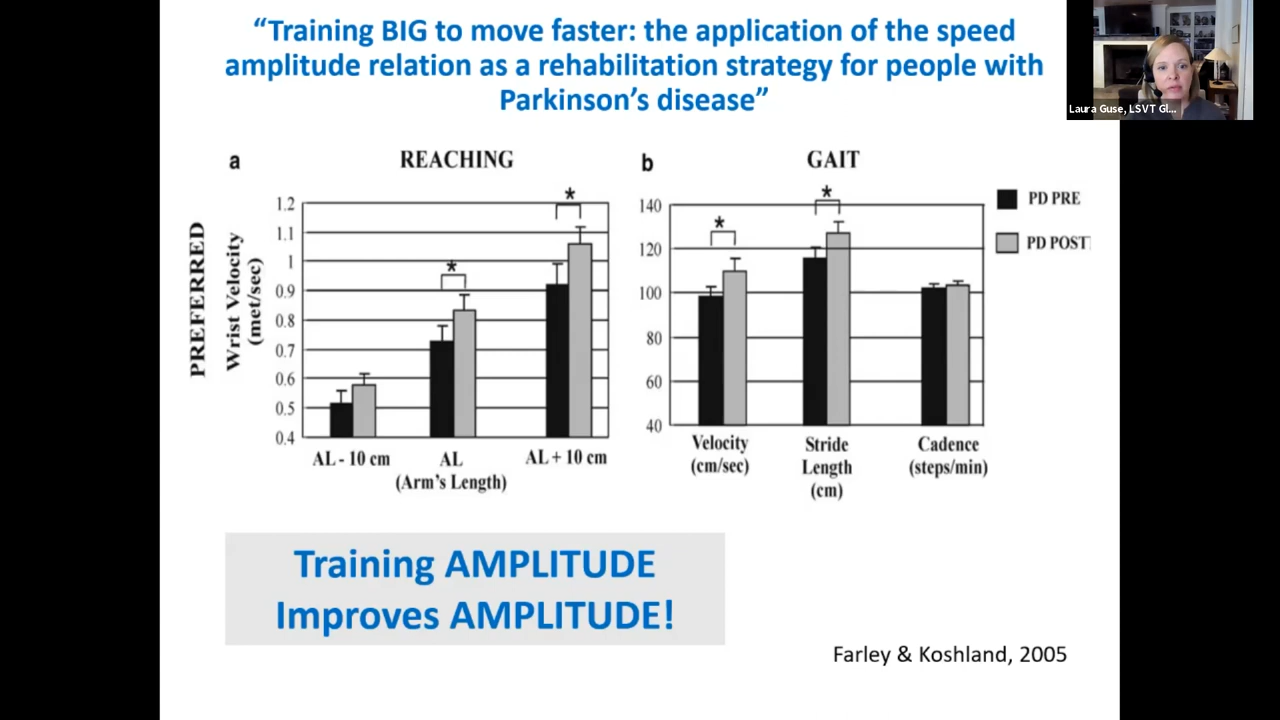 “Training BIG to move faster: the application of the speed
amplitude relation as a rehabilitation strategy for people with
Parkinson’s disease”
Laura Guse, LSVT Gl...
a
REACHING
b
GAIT
PREFERRED
Wrist Velocity
(met/sec)
1.2
1.1
1
0.9
0.8
0.7
0.6
0.5
0.4
*
*
AL - 10 cm
AL
(Arm’s Length)
AL + 10 cm
140
120
100
80
60
40
*
*
Velocity
(cm/sec)
Stride
Length
(cm)
Cadence
(steps/min)
PD PRE
PD POST
Training AMPLITUDE
Improves AMPLITUDE!
Farley & Koshland, 2005